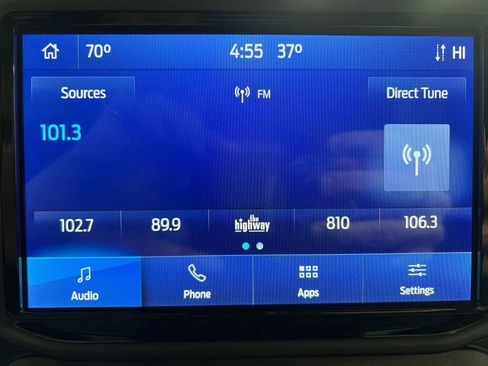 70° 4:55 37° HI
Sources FM Direct Tune
101.3
102.7 89.9 the highway 810 106.3
Audio Phone Apps Settings